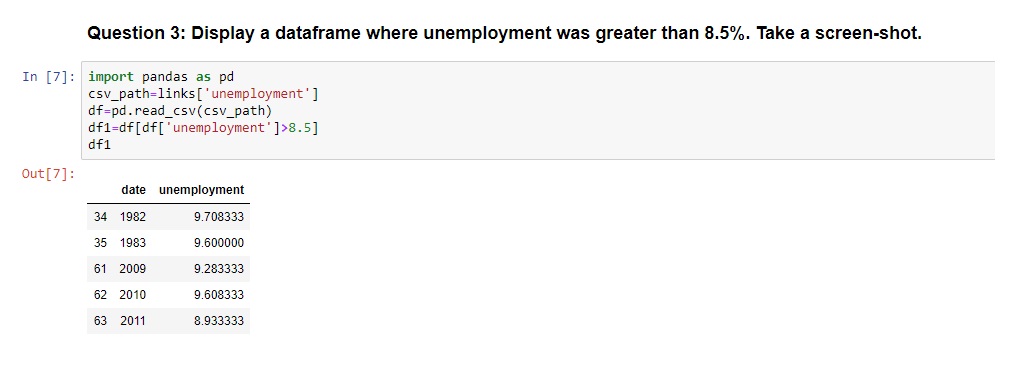 Question 3: Display a dataframe where unemployment was greater than 8.5%. Take a screen-shot.
In [7]: import pandas as pd
csv_path=links['unemployment']
df=pd.read_csv(csv_path)
df1=df[df['unemployment']>8.5]
df1
Out[7]:
date unemployment
34 1982 9.708333
35 1983 9.600000
61 2009 9.283333
62 2010 9.608333
63 2011 8.933333